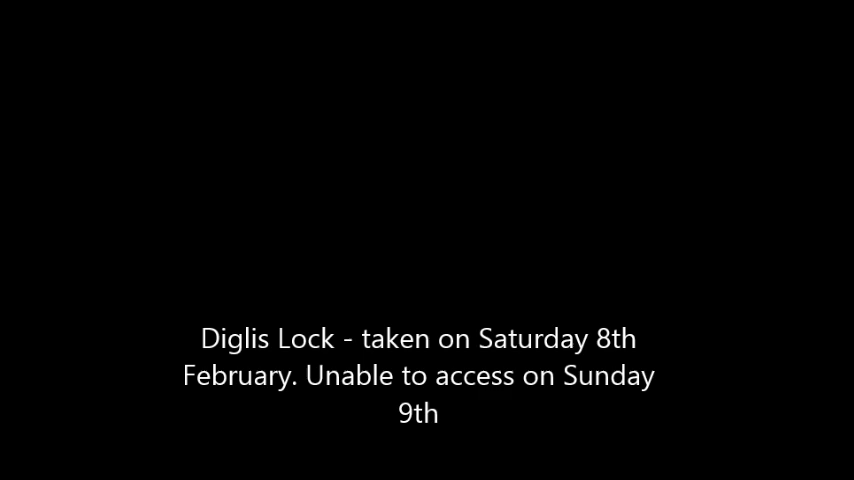 Diglis Lock - taken on Saturday 8th
February. Unable to access on Sunday
9th